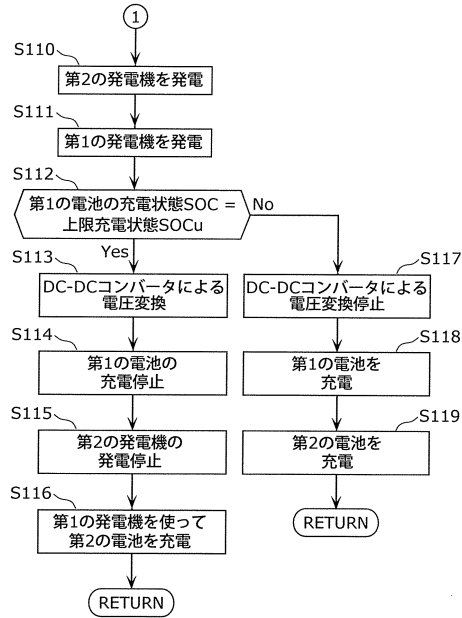 1
S110
第2の発電機を発電
S111
第1の発電機を発電
S112
第1の電池の充電状態SOC =
上限充電状態SOCu
No
Yes
S113
DC-DCコンバータによる
電圧変換
S114
第1の電池の
充電停止
S115
第2の発電機の
発電停止
S116
第1の発電機を使って
第2の電池を充電
RETURN
S117
DC-DCコンバータによる
電圧変換停止
S118
第1の電池を
充電
S119
第2の電池を
充電
RETURN